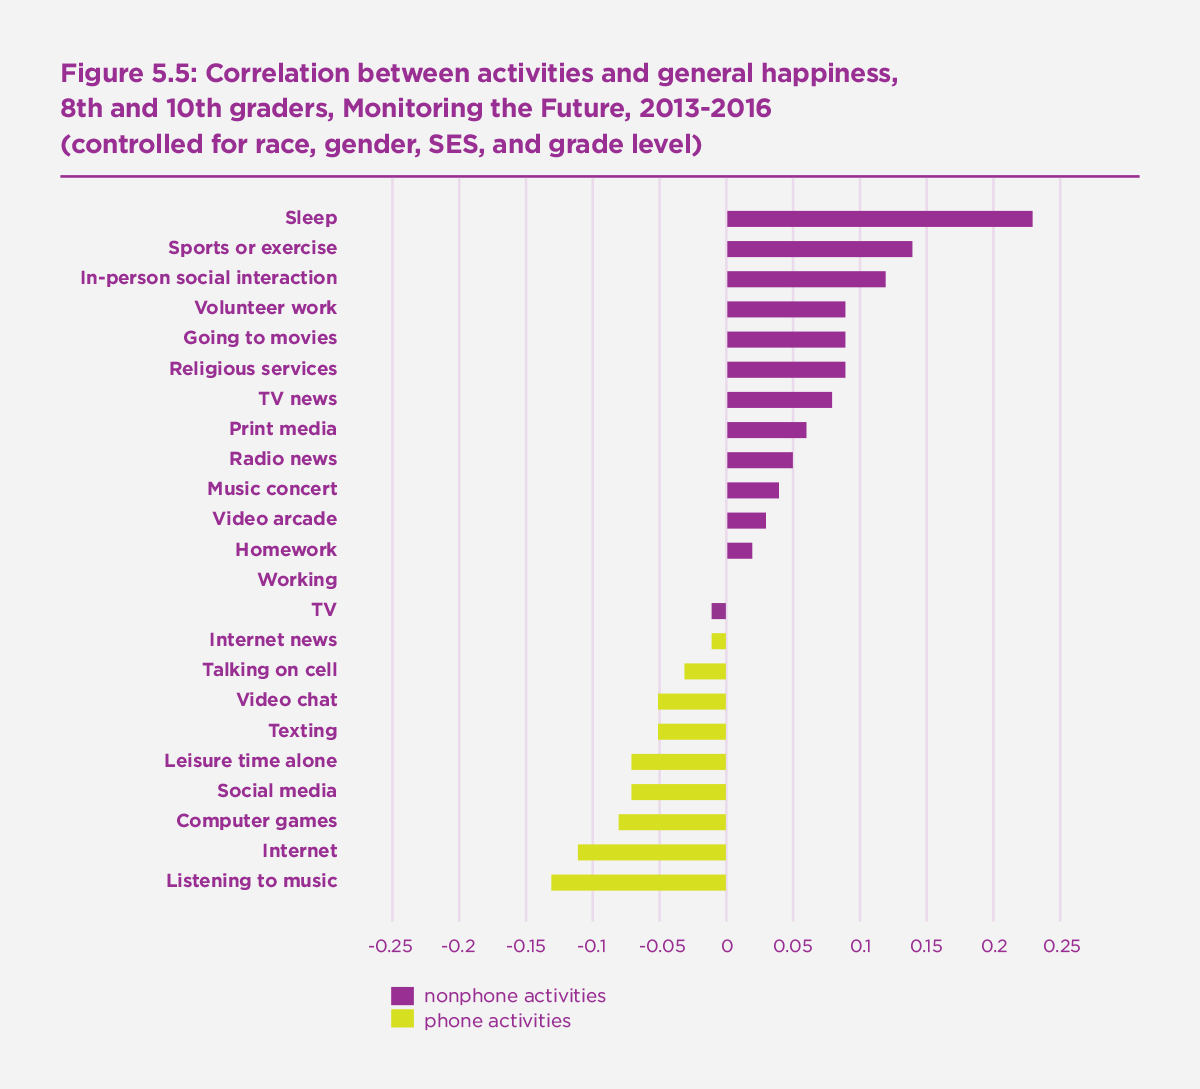 Figure 5.5: Correlation between activities and general happiness,
8th and 10th graders, Monitoring the Future, 2013-2016
(controlled for race, gender, SES, and grade level)
Sleep
Sports or exercise
In-person social interaction
Volunteer work
Going to movies
Religious services
TV news
Print media
Radio news
Music concert
Video arcade
Homework
Working
TV
Internet news
Talking on cell
Video chat
Texting
Leisure time alone
Social media
Computer games
Internet
Listening to music
-0.25 -0.2 -0.15 -0.1 -0.05 0 0.05 0.1 0.15 0.2 0.25
nonphone activities
phone activities